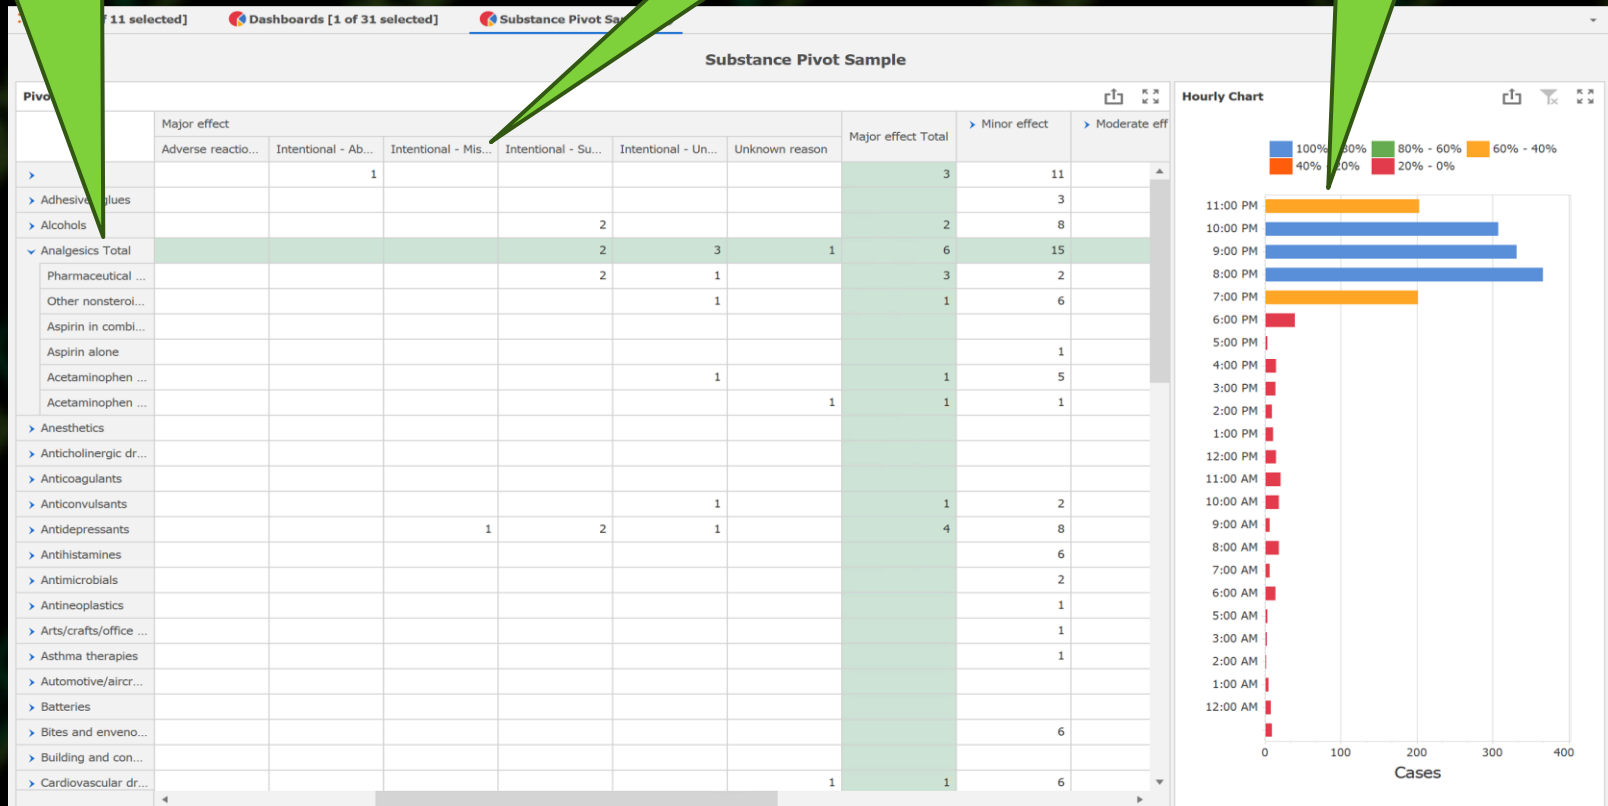 11 selected]
Dashboards [1 of 31 selected]
Substance Pivot
Substance Pivot Sample
Hourly Chart
Major effect
Major effect Total
Minor effect
Moderate eff
Adverse reactio...
Intentional - Ab...
Intentional - Mis...
Intentional - Su...
Intentional - Un...
Unknown reason
1 3 11
3
Alcohols 2 2 8
Analgesics Total 2 3 1 6 15
Pharmaceutical ... 2 1 3 2
Other nonsteroi... 1 1 6
Aspirin in combi...
Aspirin alone 1
Acetaminophen ... 1 1 5
Acetaminophen ... 1 1 1
Anesthetics
Anticholinergic dr...
Anticoagulants
Anticonvulsants 1 1 2
Antidepressants 1 2 1 4 8
Antihistamines 6
Antimicrobials 2
Antineoplastics 1
Arts/crafts/office ... 1
Asthma therapies 1
Automotive/aircr...
Batteries
Bites and enveno... 6
Building and con...
Cardiovascular dr... 1 1 6
80% - 60% 60% - 40%
20% - 0%
11:00 PM
10:00 PM
9:00 PM
8:00 PM
7:00 PM
6:00 PM
5:00 PM
4:00 PM
3:00 PM
2:00 PM
1:00 PM
12:00 PM
11:00 AM
10:00 AM
9:00 AM
8:00 AM
7:00 AM
6:00 AM
5:00 AM
3:00 AM
2:00 AM
1:00 AM
12:00 AM
0 100 200 300 400
Cases